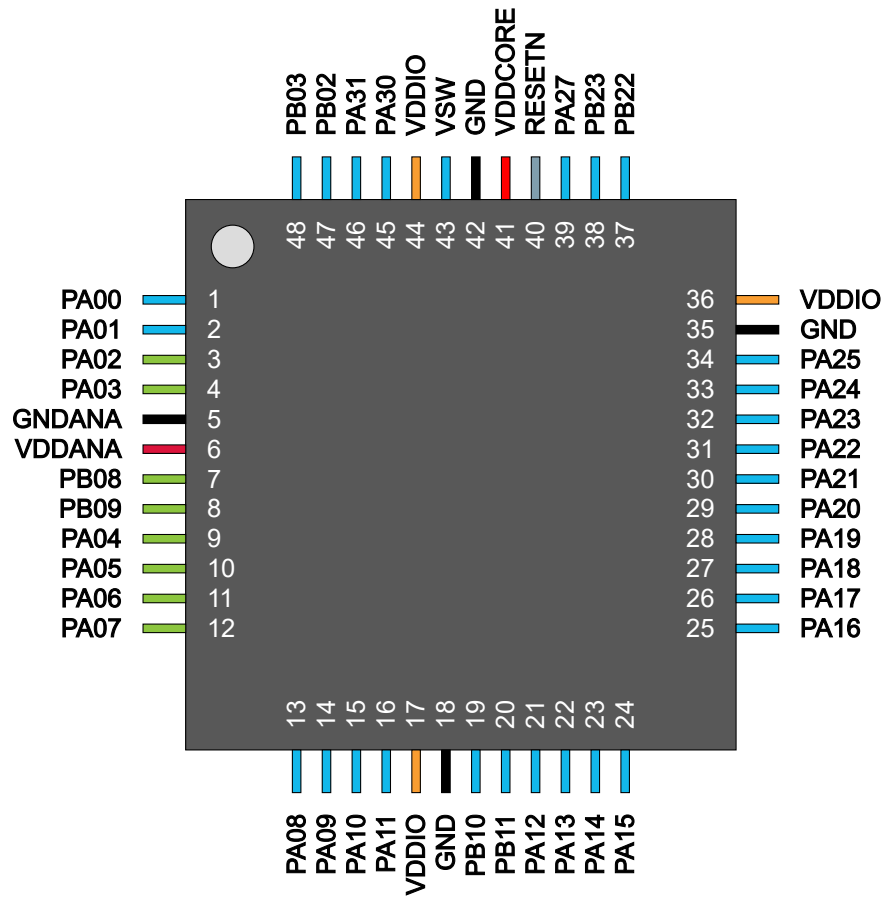 PB03 PB02 PA31 PA30 VDDIO VSW GND VDDCORE RESETN PA27 PB23 PB22
48 47 46 45 44 43 42 41 40 39 38 37
PA00 1 36 VDDIO
PA01 2 35 GND
PA02 3 34 PA25
PA03 4 33 PA24
GNDANA 5 32 PA23
VDDANA 6 31 PA22
PB08 7 30 PA21
PB09 8 29 PA20
PA04 9 28 PA19
PA05 10 27 PA18
PA06 11 26 PA17
PA07 12 25 PA16
13 14 15 16 17 18 19 20 21 22 23 24
PA08 PA09 PA10 PA11 VDDIO GND PB10 PB11 PA12 PA13 PA14 PA15